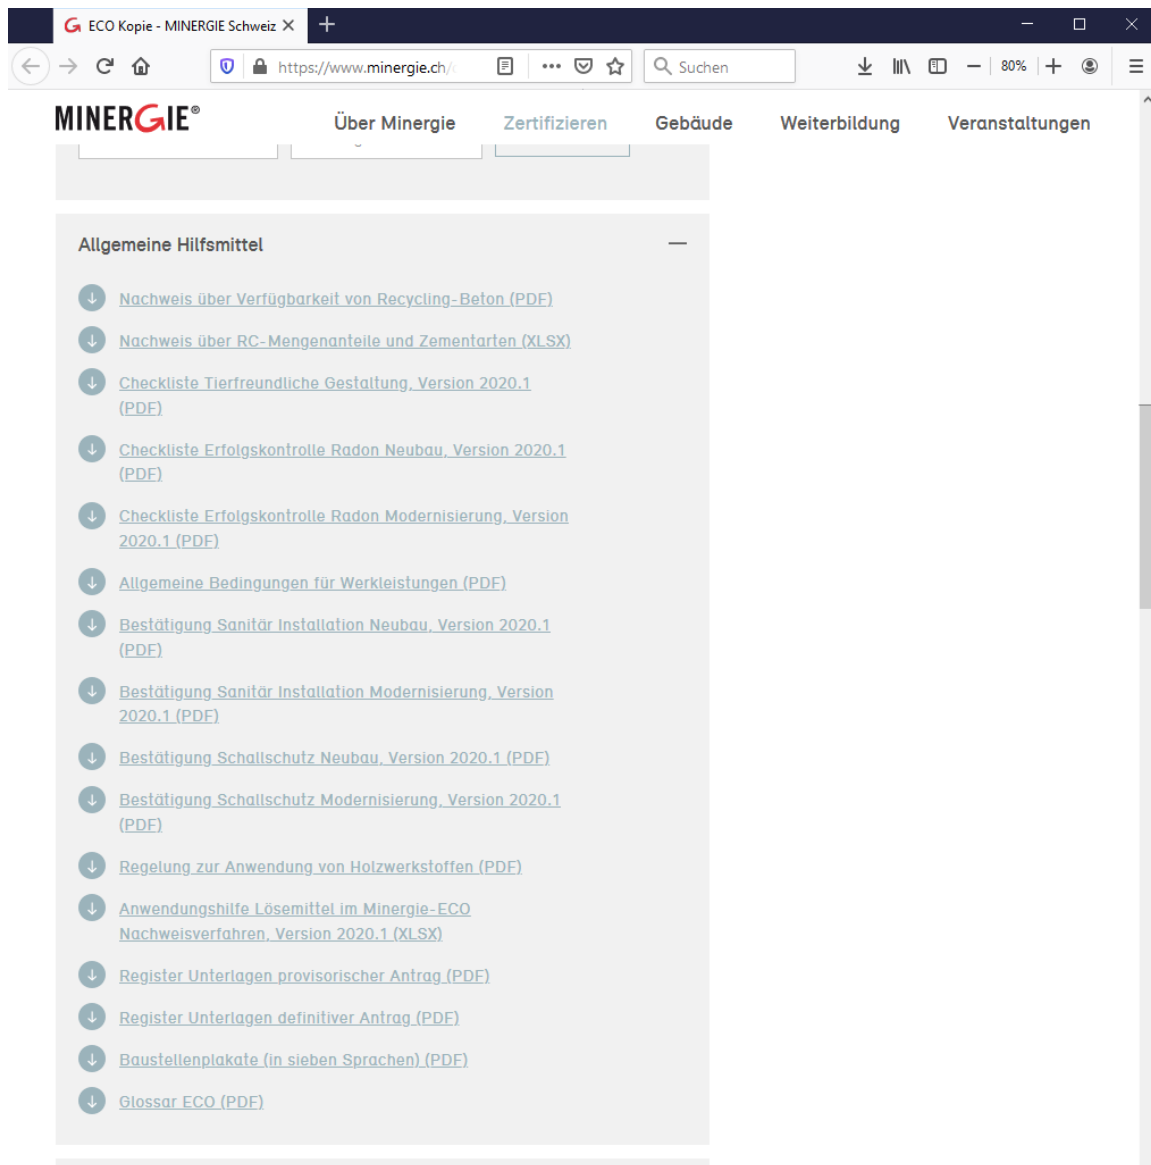 ECO Kopie - MINERGIE Schweiz
https://www.minergie.ch/
Suchen
80%
MINERGIE®
Über Minergie
Zertifizieren
Gebäude
Weiterbildung
Veranstaltungen
Allgemeine Hilfsmittel
Nachweis über Verfügbarkeit von Recycling-Beton (PDF)
Nachweis über RC-Mengenanteile und Zementarten (XLSX)
Checkliste Tierfreundliche Gestaltung, Version 2020.1
(PDF)
Checkliste Erfolgskontrolle Radon Neubau, Version 2020.1
(PDF)
Checkliste Erfolgskontrolle Radon Modernisierung, Version
2020.1 (PDF)
Allgemeine Bedingungen für Werkleistungen (PDF)
Bestätigung Sanitär Installation Neubau, Version 2020.1
(PDF)
Bestätigung Sanitär Installation Modernisierung, Version
2020.1 (PDF)
Bestätigung Schallschutz Neubau, Version 2020.1 (PDF)
Bestätigung Schallschutz Modernisierung, Version 2020.1
(PDF)
Regelung zur Anwendung von Holzwerkstoffen (PDF)
Anwendungshilfe Lösemittel im Minergie-ECO
Nachweisverfahren, Version 2020.1 (XLSX)
Register Unterlagen provisorischer Antrag (PDF)
Register Unterlagen definitiver Antrag (PDF)
Baustellenplakate (in sieben Sprachen) (PDF)
Glossar ECO (PDF)